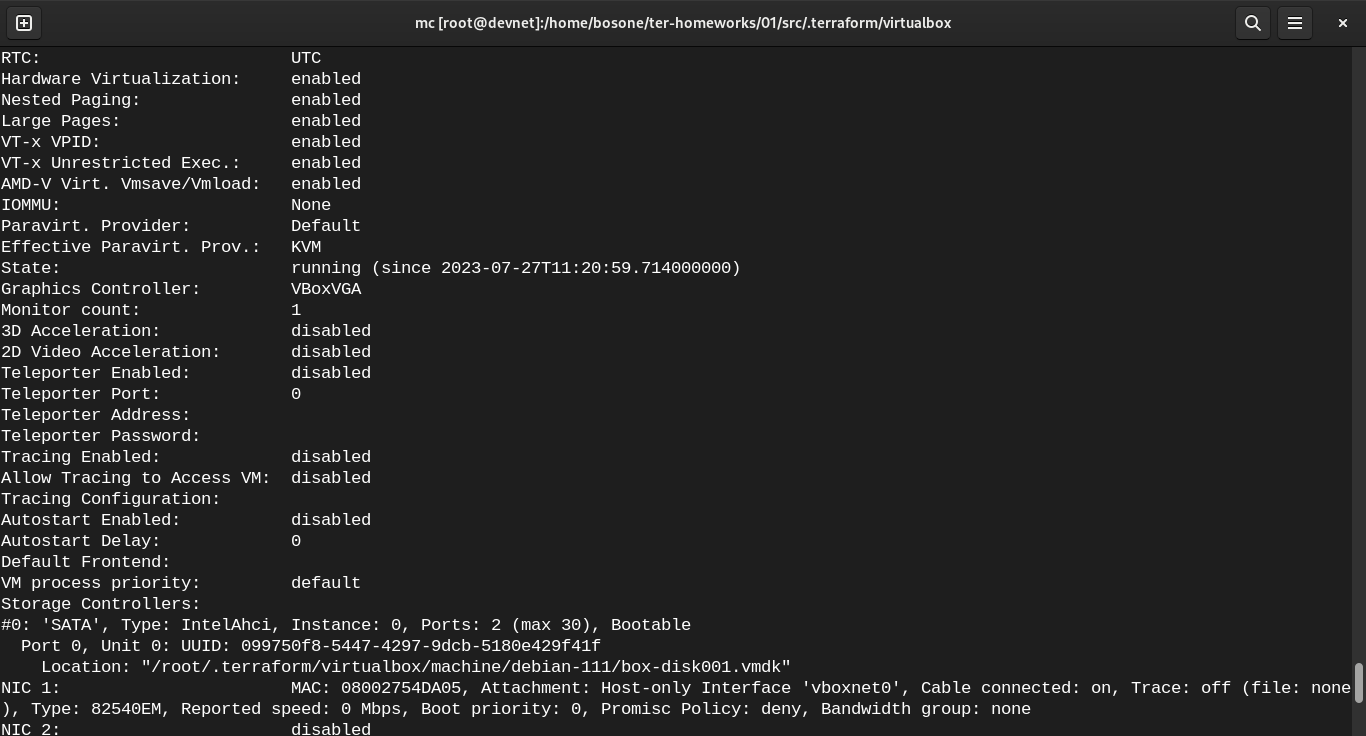 mc [root@devnet]:/home/bosone/ter-homeworks/01/src/.terraform/virtualbox
RTC:                         UTC
Hardware Virtualization:     enabled
Nested Paging:               enabled
Large Pages:                 enabled
VT-x VPID:                   enabled
VT-x Unrestricted Exec.:     enabled
AMD-V Virt. Vmsave/Vmload:   enabled
IOMMU:                       None
Paravirt. Provider:          Default
Effective Paravirt. Prov.:   KVM
State:                       running (since 2023-07-27T11:20:59.714000000)
Graphics Controller:         VBoxVGA
Monitor count:               1
3D Acceleration:             disabled
2D Video Acceleration:       disabled
Teleporter Enabled:          disabled
Teleporter Port:             0
Teleporter Address:
Teleporter Password:
Tracing Enabled:             disabled
Allow Tracing to Access VM:  disabled
Tracing Configuration:
Autostart Enabled:           disabled
Autostart Delay:             0
Default Frontend:
VM process priority:         default
Storage Controllers:
#0: 'SATA', Type: IntelAhci, Instance: 0, Ports: 2 (max 30), Bootable
  Port 0, Unit 0: UUID: 099750f8-5447-4297-9dcb-5180e429f41f
    Location: "/root/.terraform/virtualbox/machine/debian-111/box-disk001.vmdk"
NIC 1:                       MAC: 08002754DA05, Attachment: Host-only Interface 'vboxnet0', Cable connected: on, Trace: off (file: none
), Type: 82540EM, Reported speed: 0 Mbps, Boot priority: 0, Promisc Policy: deny, Bandwidth group: none
NIC 2:                       disabled